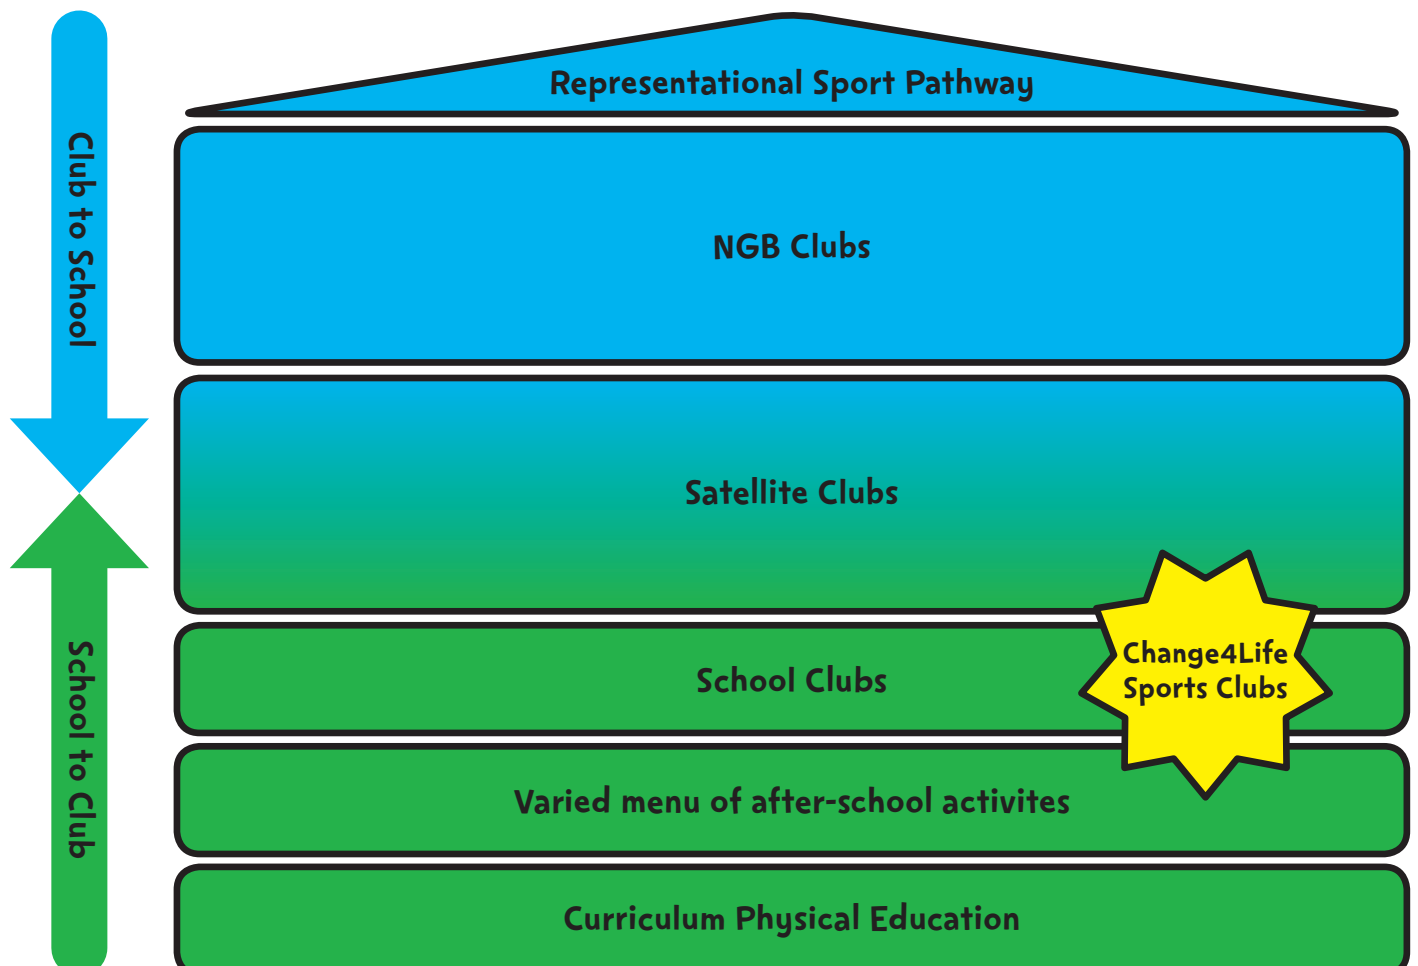 Representational Sport Pathway
Club to School
NGB Clubs
Satellite Clubs
School to Club
School Clubs
Change4Life
Sports Clubs
Varied menu of after-school activites
Curriculum Physical Education